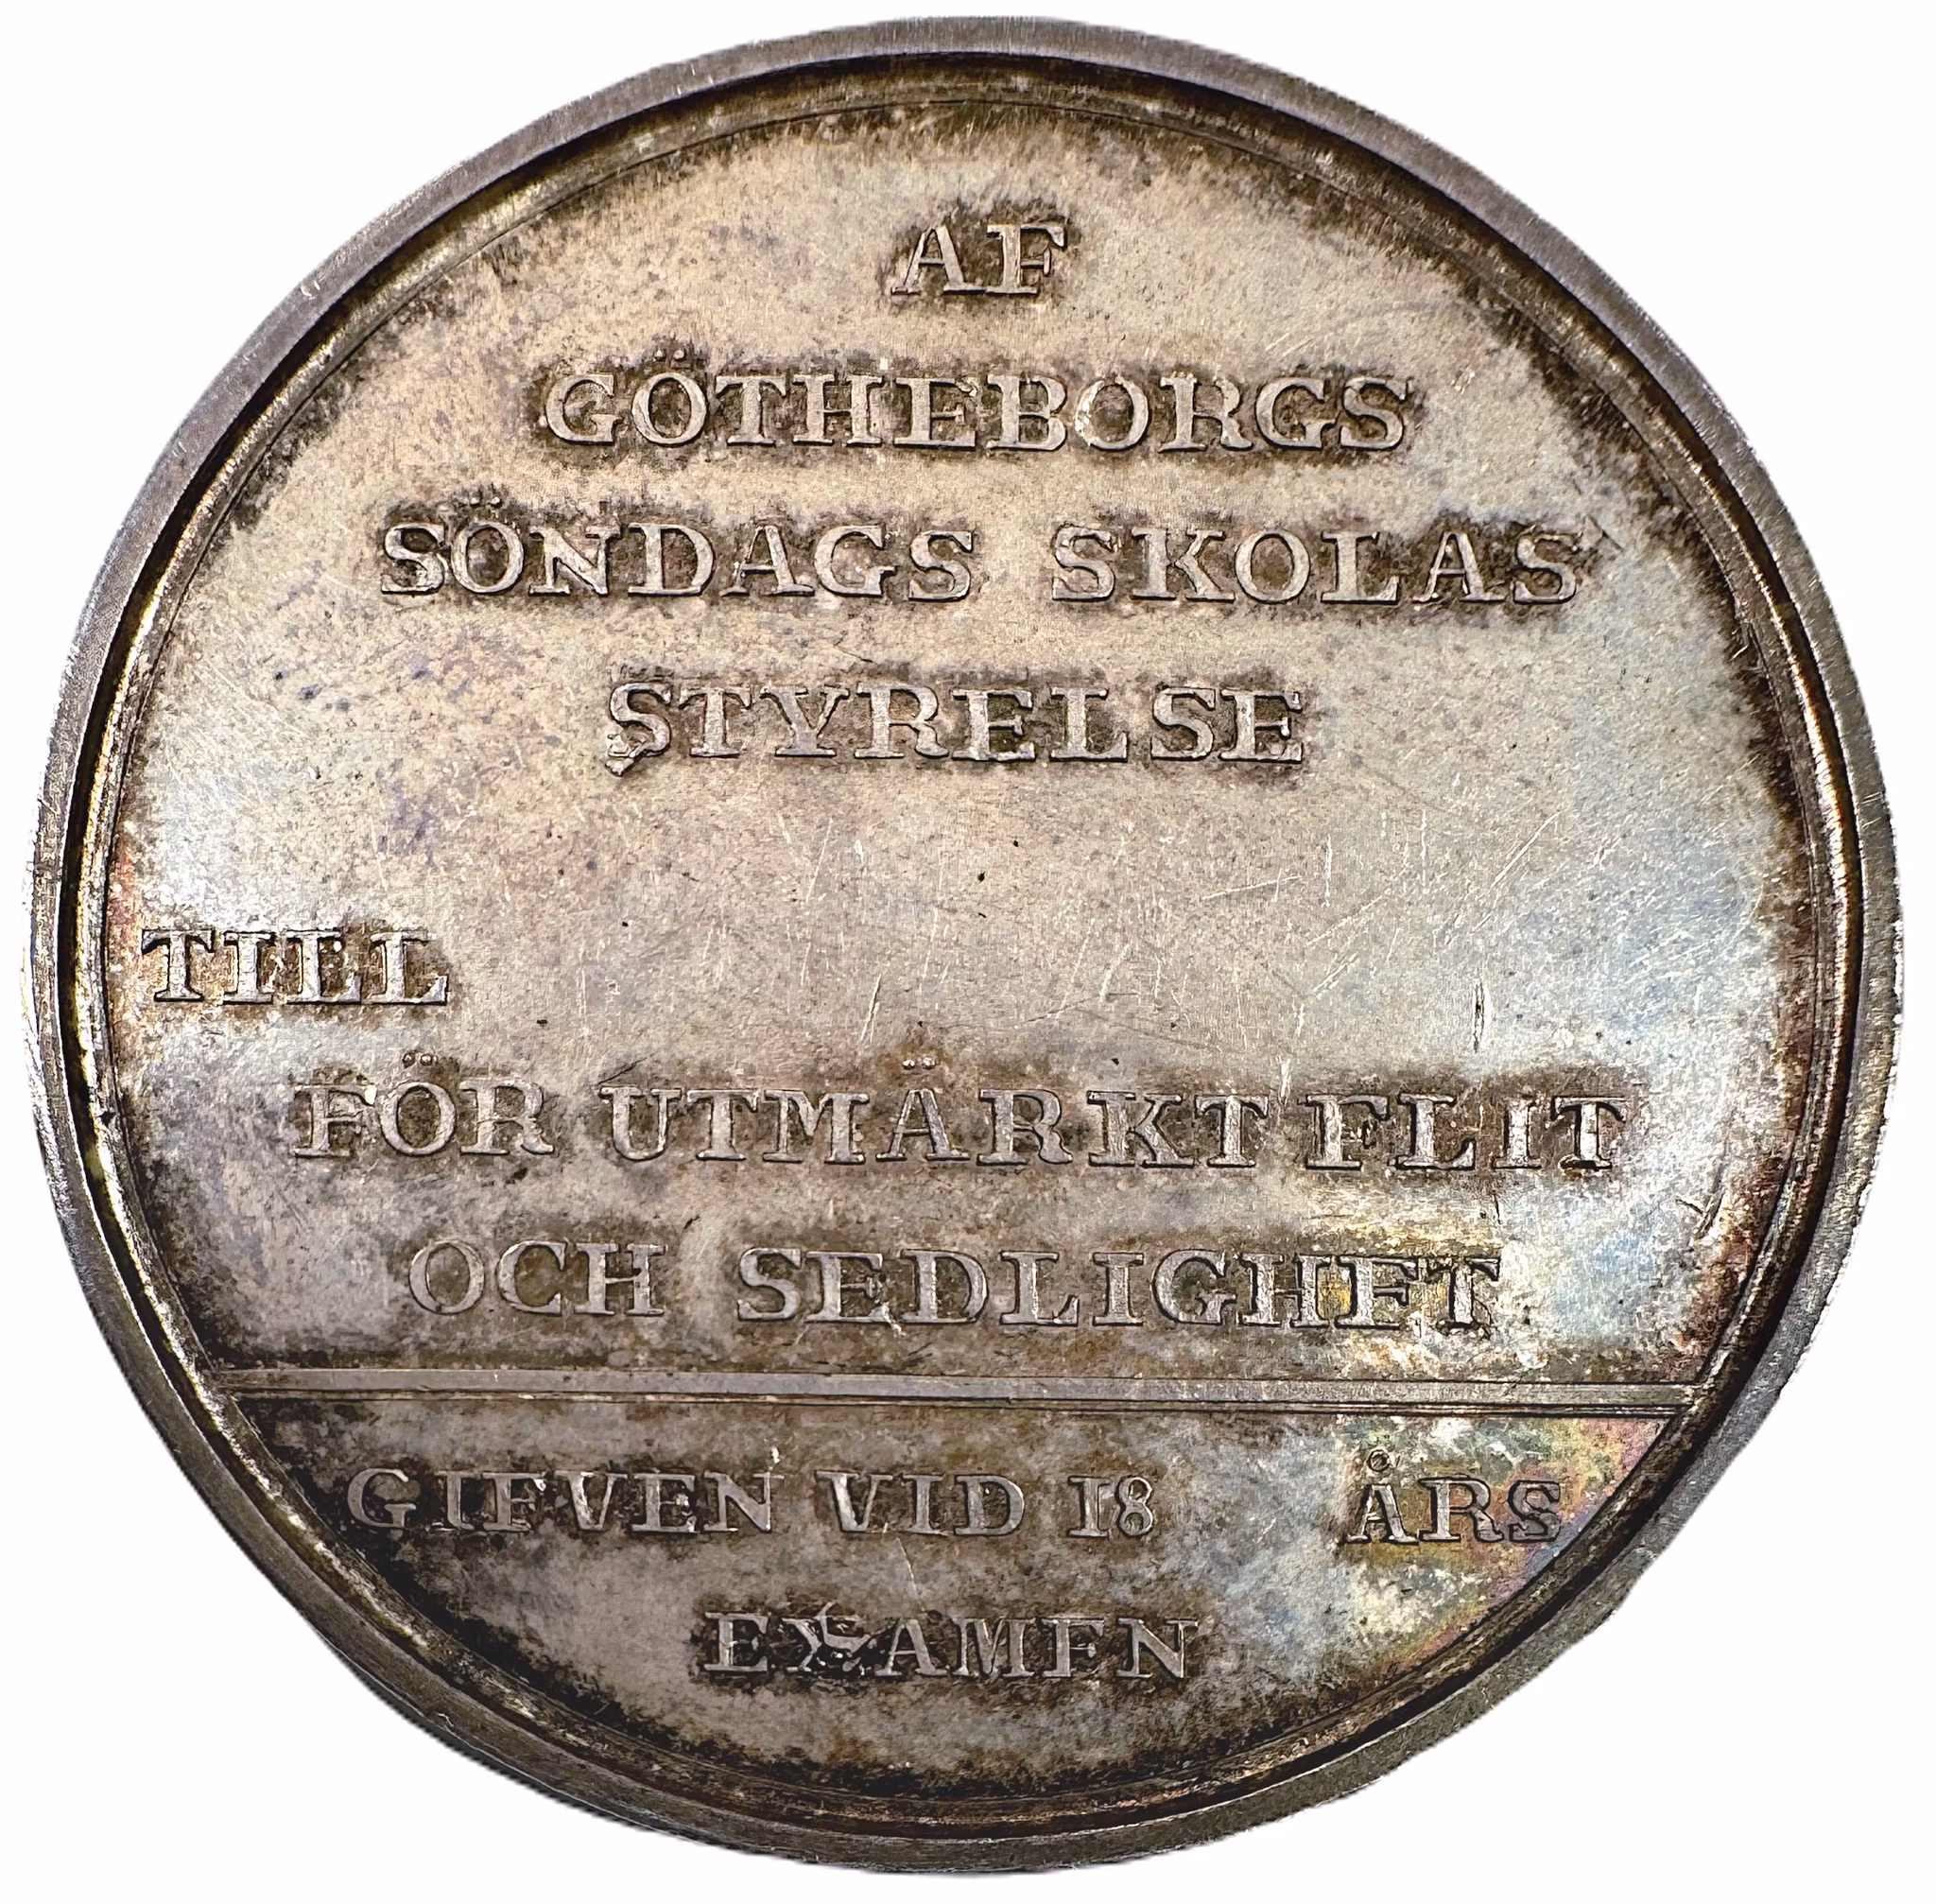 AF
GÖTHEBORGS
SÖNDAGS SKOLAS
STYRELSE
TILL
FÖR UTMÄRKT FLIT
OCH SEDLIGHET
GIFVEN VID 18 ÅRS
EXAMEN